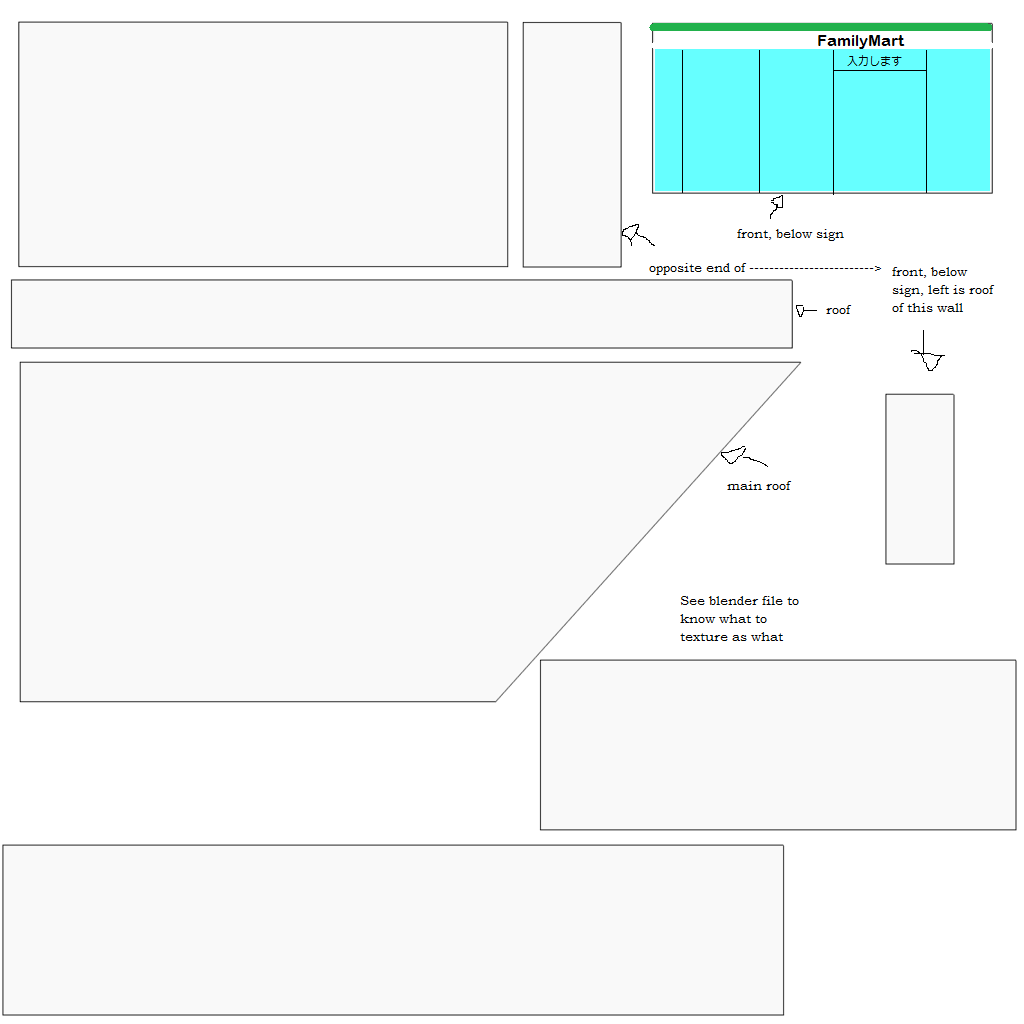 FamilyMart
入力します
front, below sign
opposite end of ------------------------->
front, below
sign, left is roof
of this wall
roof
main roof
See blender file to
know what to
texture as what